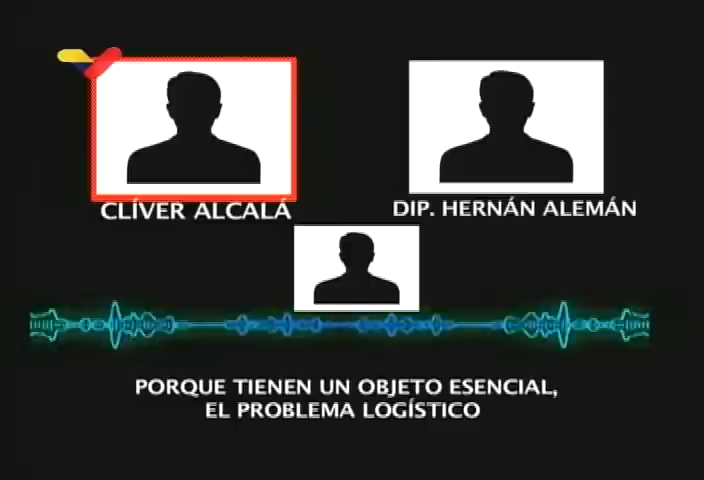 CLÍVER ALCALÁ
DIP. HERNÁN ALEMÁN
PORQUE TIENEN UN OBJETO ESENCIAL,
EL PROBLEMA LOGÍSTICO